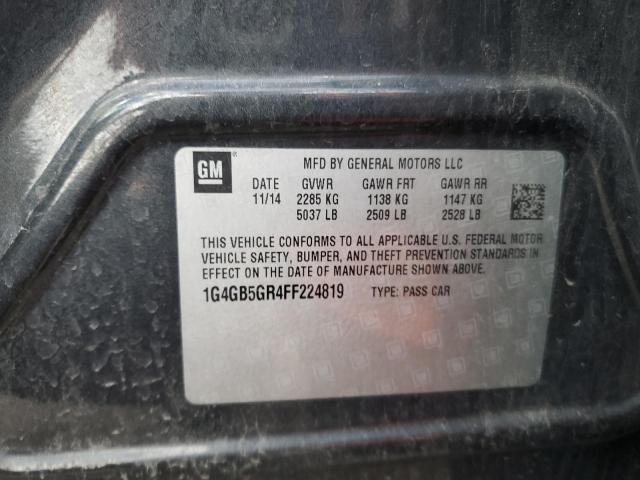 GM ® MFD BY GENERAL MOTORS LLC
DATE GVWR GAWR FRT GAWR RR
11/14 2285 KG 1138 KG 1147 KG
5037 LB 2509 LB 2528 LB
THIS VEHICLE CONFORMS TO ALL APPLICABLE U.S. FEDERAL MOTOR
VEHICLE SAFETY, BUMPER, AND THEFT PREVENTION STANDARDS IN
EFFECT ON THE DATE OF MANUFACTURE SHOWN ABOVE.
1G4GB5GR4FF224819 TYPE: PASS CAR